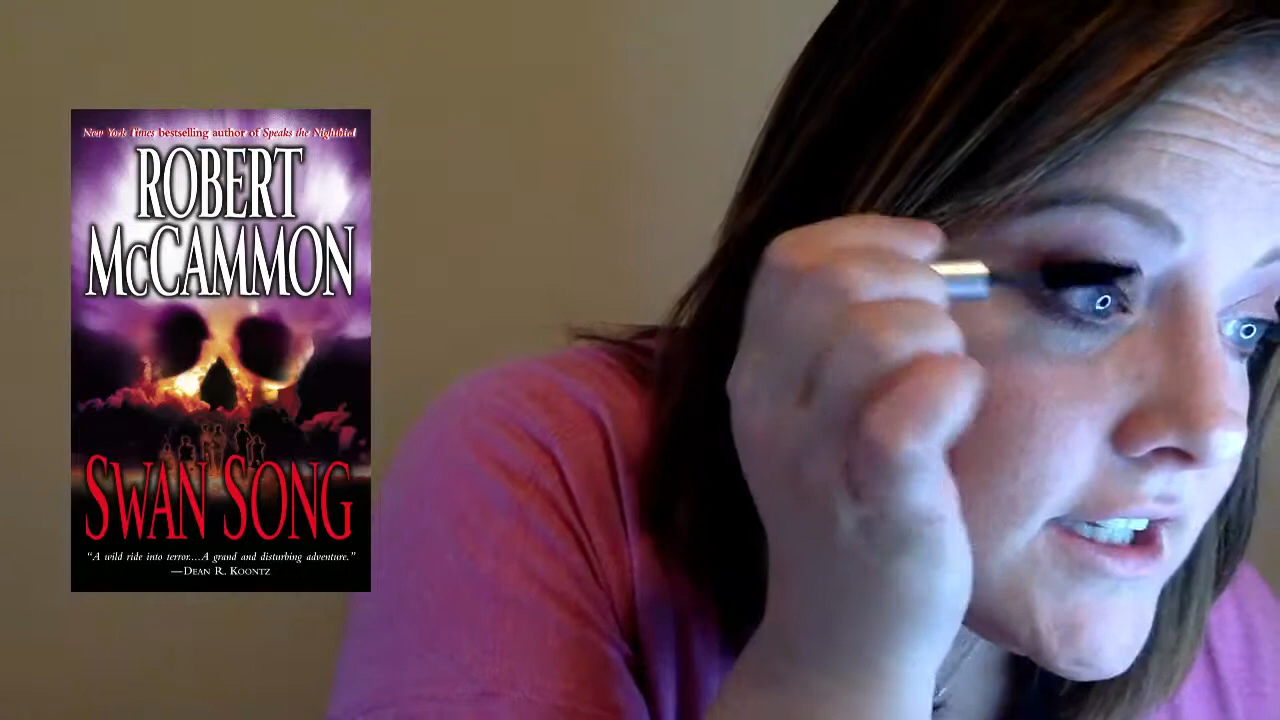 New York Times bestselling author of Speaks the Nightbird
ROBERT
McCAMMON
SWAN SONG
“A wild ride into terror....A grand and disturbing adventure.”
—DEAN R. KOONTZ